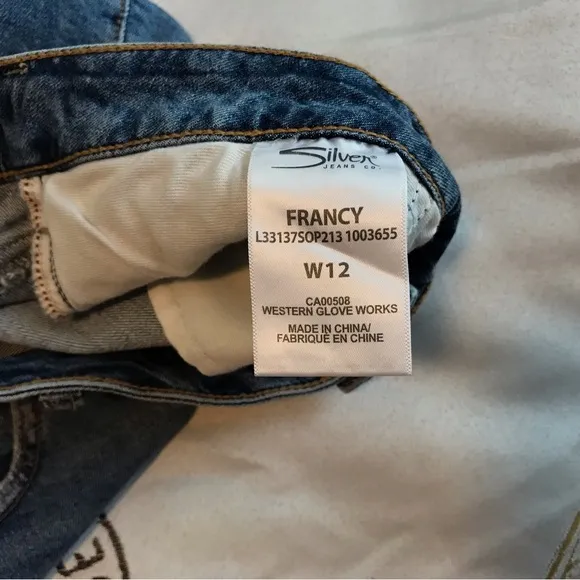 Silver
JEANS CO.
FRANCY
L33137SOP213 1003655
W12
CA00508
WESTERN GLOVE WORKS
MADE IN CHINA/
FABRIQUÉ EN CHINE